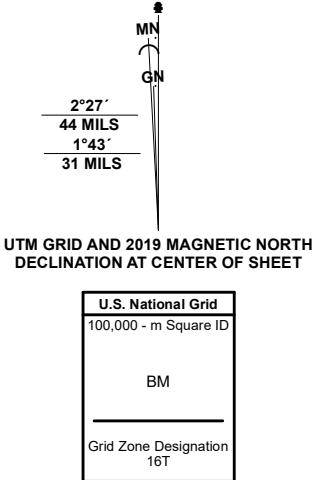 MN
GN
2°27´
44 MILS
1°43´
31 MILS
UTM GRID AND 2019 MAGNETIC NORTH
DECLINATION AT CENTER OF SHEET
U.S. National Grid
100,000 - m Square ID
BM
Grid Zone Designation
16T